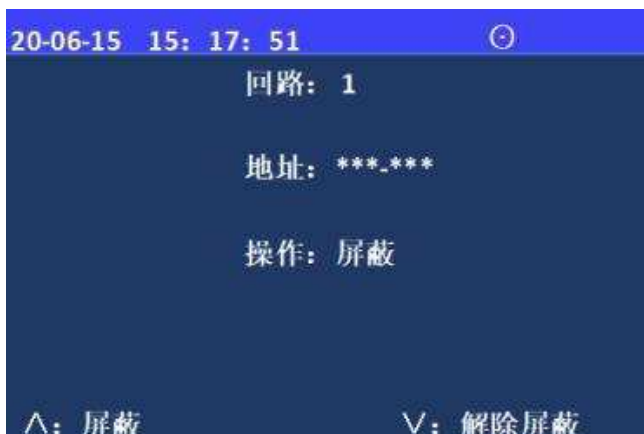 20-06-15 15: 17: 51
回路: 1
地址: ***-***
操作: 屏蔽
∧: 屏蔽 ∨: 解除屏蔽